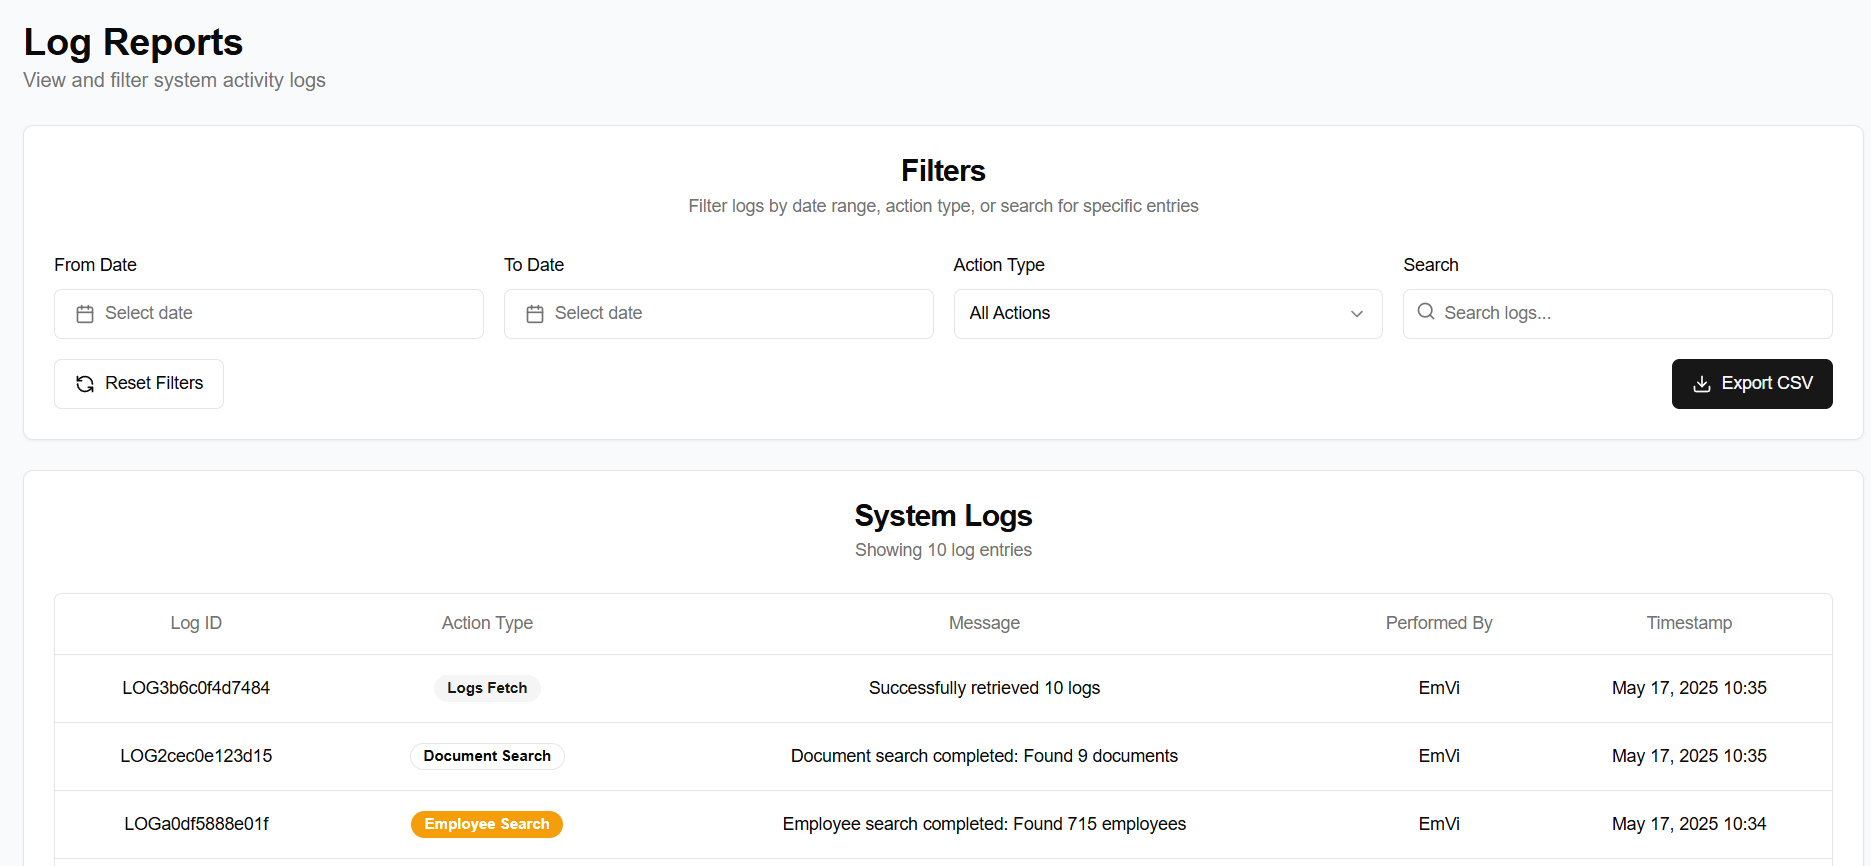 Log Reports
View and filter system activity logs
Filters
Filter logs by date range, action type, or search for specific entries
From Date
To Date
Action Type
Search
Select date
Select date
All Actions
Search logs...
Reset Filters
Export CSV
System Logs
Showing 10 log entries
Log ID Action Type Message Performed By Timestamp
LOG3b6c0f4d7484 Logs Fetch Successfully retrieved 10 logs EmVi May 17, 2025 10:35
LOG2cec0e123d15 Document Search Document search completed: Found 9 documents EmVi May 17, 2025 10:35
LOGa0df5888e01f Employee Search Employee search completed: Found 715 employees EmVi May 17, 2025 10:34